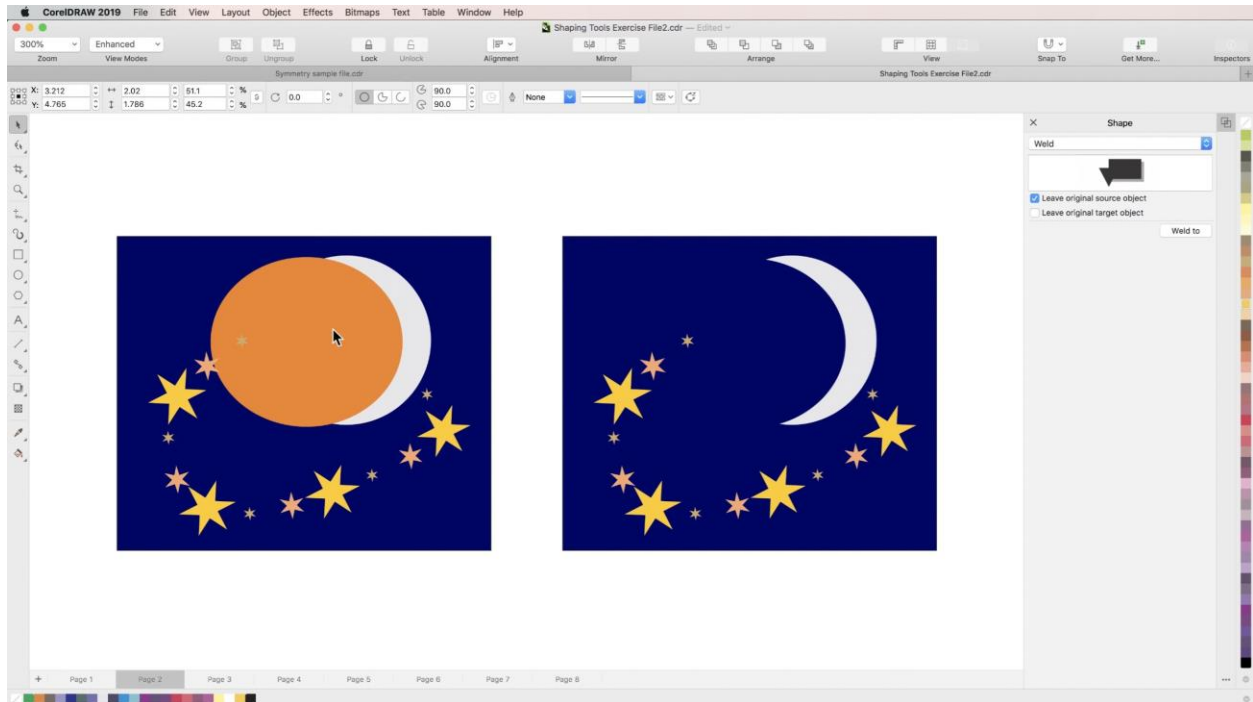 CorelDRAW 2019 File Edit View Layout Object Effects Bitmaps Text Table Window Help
Shaping Tools Exercise File2.cdr — Edited
300% Enhanced
Zoom View Modes Group Ungroup Lock Unlock Alignment Mirror Arrange View Snap To Get More... Inspectors
Symmetry sample file.cdr Shaping Tools Exercise File2.cdr
X: 3.212 2.02 51.1 % 0.0 ° 90.0 None
Y: 4.765 1.786 45.2 % 90.0
Shape
Weld
Leave original source object
Leave original target object
Weld to
+ Page 1 Page 2 Page 3 Page 4 Page 5 Page 6 Page 7 Page 8